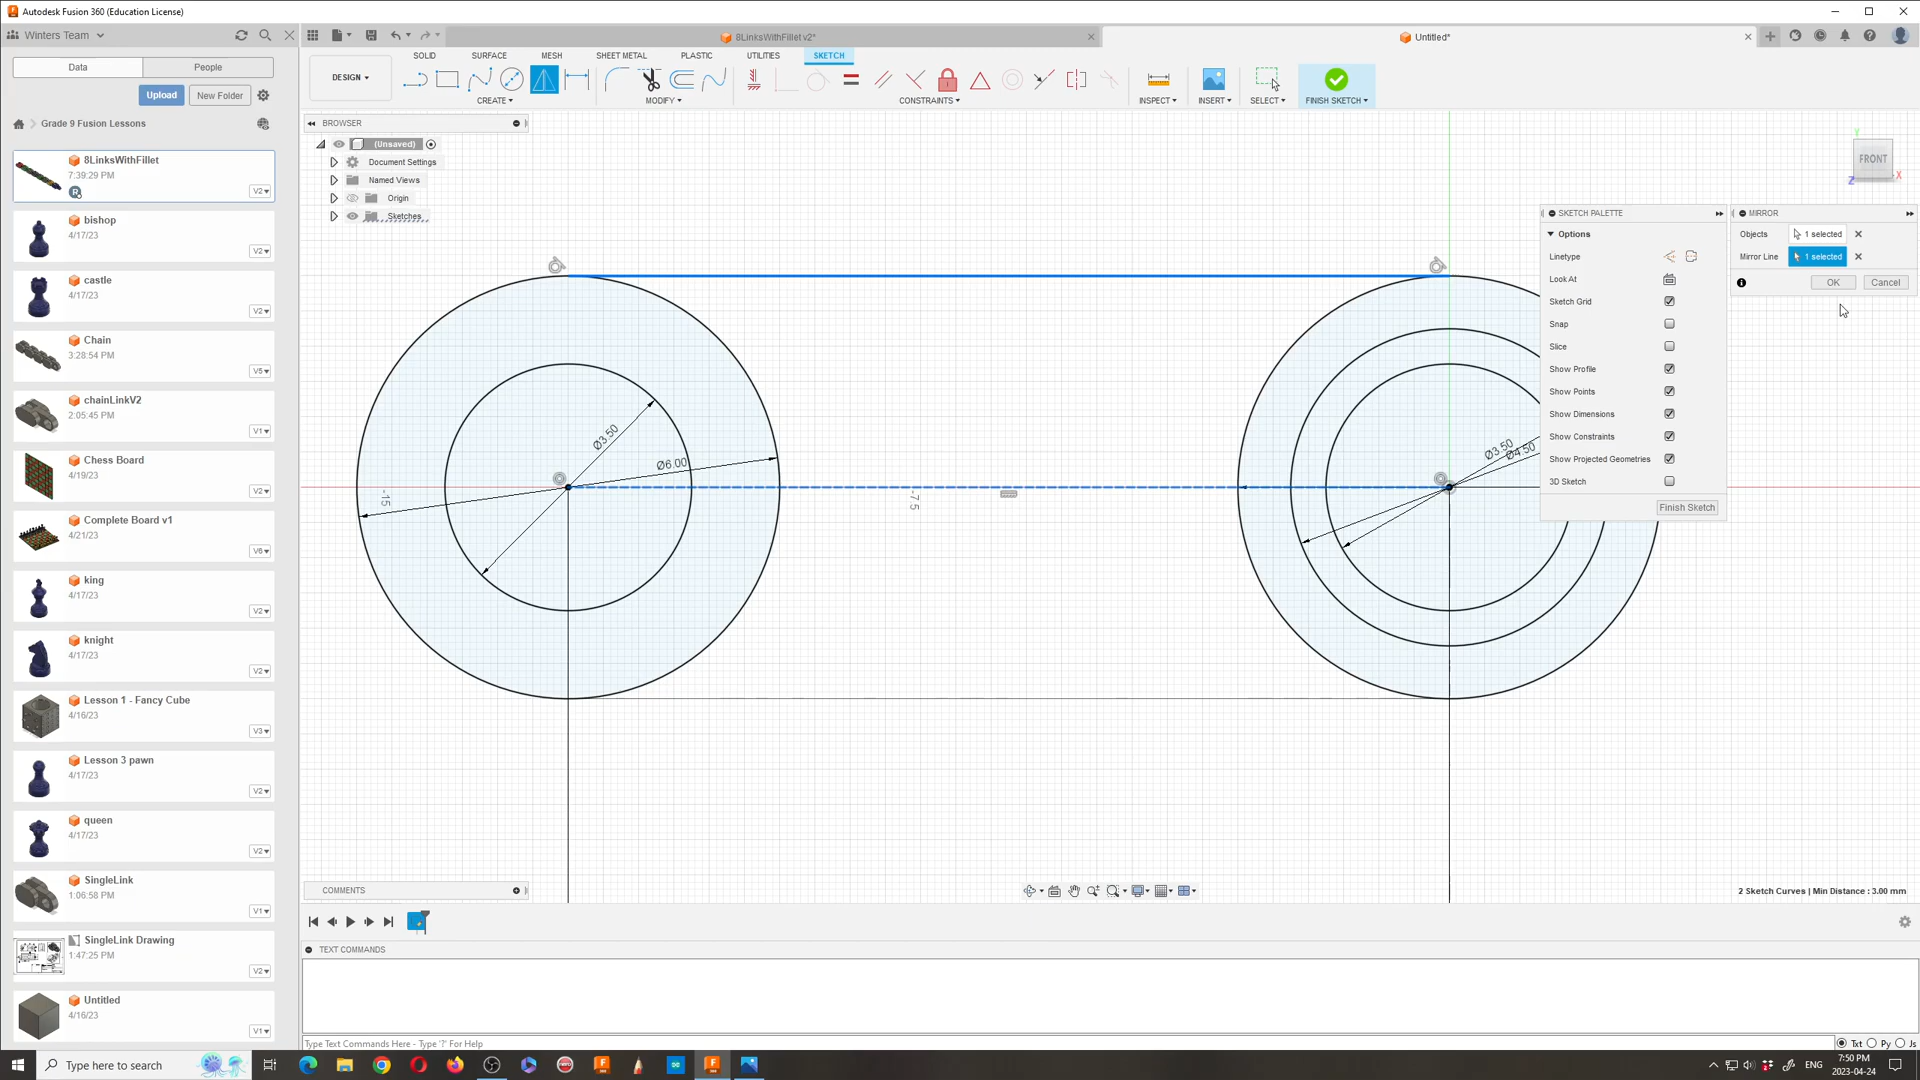 Autodesk Fusion 360 (Education License)
Winters Team
8LinksWithFillet v2*
Untitled*
Data
People
Upload
New Folder
Grade 9 Fusion Lessons
8LinksWithFillet
7:39:29 PM
R
V2
bishop
4/17/23
V2
castle
4/17/23
V2
Chain
3:28:54 PM
V5
chainLinkV2
2:05:45 PM
V1
Chess Board
4/19/23
V2
Complete Board v1
4/21/23
V6
king
4/17/23
V2
knight
4/17/23
V2
Lesson 1 - Fancy Cube
4/16/23
V3
Lesson 3 pawn
4/17/23
V2
queen
4/17/23
V2
SingleLink
1:06:58 PM
V1
SingleLink Drawing
1:47:25 PM
V2
Untitled
4/16/23
V1
DESIGN
SOLID
SURFACE
MESH
SHEET METAL
PLASTIC
UTILITIES
SKETCH
CREATE
MODIFY
CONSTRAINTS
INSPECT
INSERT
SELECT
FINISH SKETCH
BROWSER
(Unsaved)
Document Settings
Named Views
Origin
Sketches
Y
FRONT
Z
X
Ø3.50
Ø6.00
-15
-7.5
Ø3.50
Ø4.50
SKETCH PALETTE
Options
Linetype
Look At
Sketch Grid
Snap
Slice
Show Profile
Show Points
Show Dimensions
Show Constraints
Show Projected Geometries
3D Sketch
Finish Sketch
MIRROR
Objects
1 selected
Mirror Line
1 selected
OK
Cancel
COMMENTS
2 Sketch Curves | Min Distance : 3.00 mm
TEXT COMMANDS
Type Text Commands Here - Type '?' For Help
Txt
Py
Js
Type here to search
ENG
7:50 PM
2023-04-24